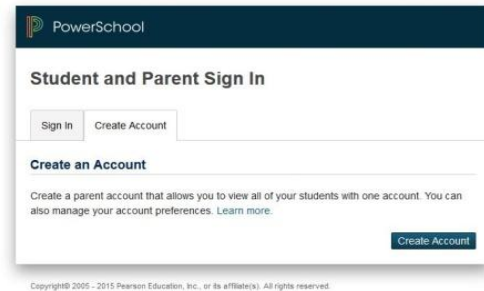 PowerSchool
Student and Parent Sign In
Sign In
Create Account
Create an Account
Create a parent account that allows you to view all of your students with one account. You can
also manage your account preferences. Learn more.
Create Account
Copyright© 2005 - 2015 Pearson Education, Inc., or its affiliate(s). All rights reserved.